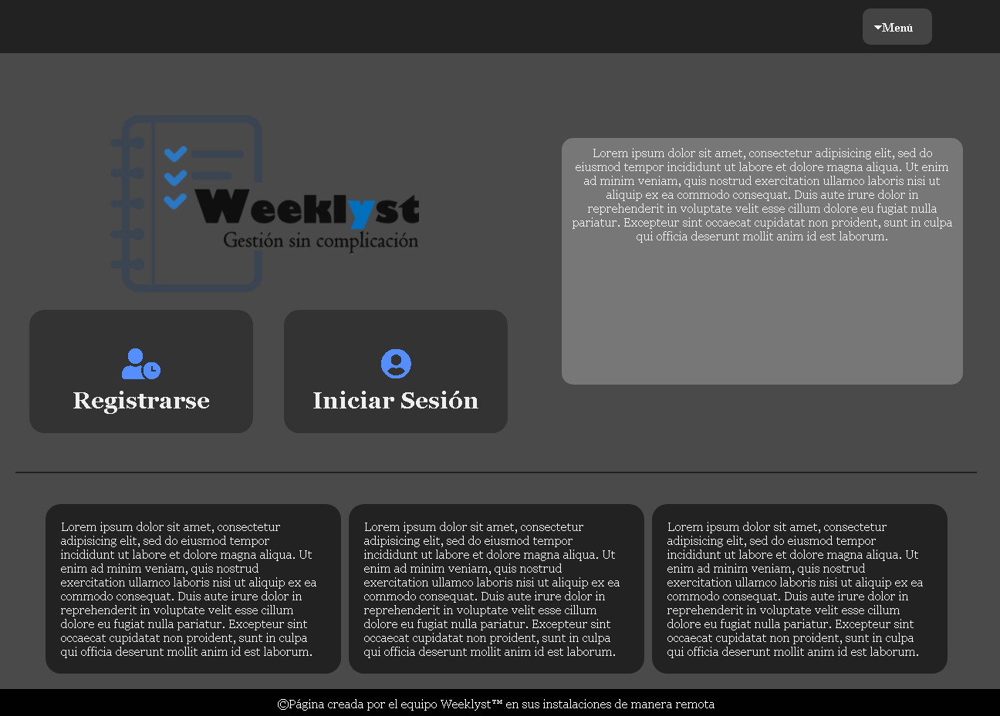 Menú
Weeklyst
Gestión sin complicación
Lorem ipsum dolor sit amet, consectetur adipisicing elit, sed do
eiusmod tempor incididunt ut labore et dolore magna aliqua. Ut enim
ad minim veniam, quis nostrud exercitation ullamco laboris nisi ut
aliquip ex ea commodo consequat. Duis aute irure dolor in
reprehenderit in voluptate velit esse cillum dolore eu fugiat nulla
pariatur. Excepteur sint occaecat cupidatat non proident, sunt in culpa
qui officia deserunt mollit anim id est laborum.
Registrarse
Iniciar Sesión
Lorem ipsum dolor sit amet, consectetur
adipisicing elit, sed do eiusmod tempor
incididunt ut labore et dolore magna aliqua. Ut
enim ad minim veniam, quis nostrud
exercitation ullamco laboris nisi ut aliquip ex ea
commodo consequat. Duis aute irure dolor in
reprehenderit in voluptate velit esse cillum
dolore eu fugiat nulla pariatur. Excepteur sint
occaecat cupidatat non proident, sunt in culpa
qui officia deserunt mollit anim id est laborum.
Lorem ipsum dolor sit amet, consectetur
adipisicing elit, sed do eiusmod tempor
incididunt ut labore et dolore magna aliqua. Ut
enim ad minim veniam, quis nostrud
exercitation ullamco laboris nisi ut aliquip ex ea
commodo consequat. Duis aute irure dolor in
reprehenderit in voluptate velit esse cillum
dolore eu fugiat nulla pariatur. Excepteur sint
occaecat cupidatat non proident, sunt in culpa
qui officia deserunt mollit anim id est laborum.
Lorem ipsum dolor sit amet, consectetur
adipisicing elit, sed do eiusmod tempor
incididunt ut labore et dolore magna aliqua. Ut
enim ad minim veniam, quis nostrud
exercitation ullamco laboris nisi ut aliquip ex ea
commodo consequat. Duis aute irure dolor in
reprehenderit in voluptate velit esse cillum
dolore eu fugiat nulla pariatur. Excepteur sint
occaecat cupidatat non proident, sunt in culpa
qui officia deserunt mollit anim id est laborum.
©Página creada por el equipo Weeklyst™ en sus instalaciones de manera remota